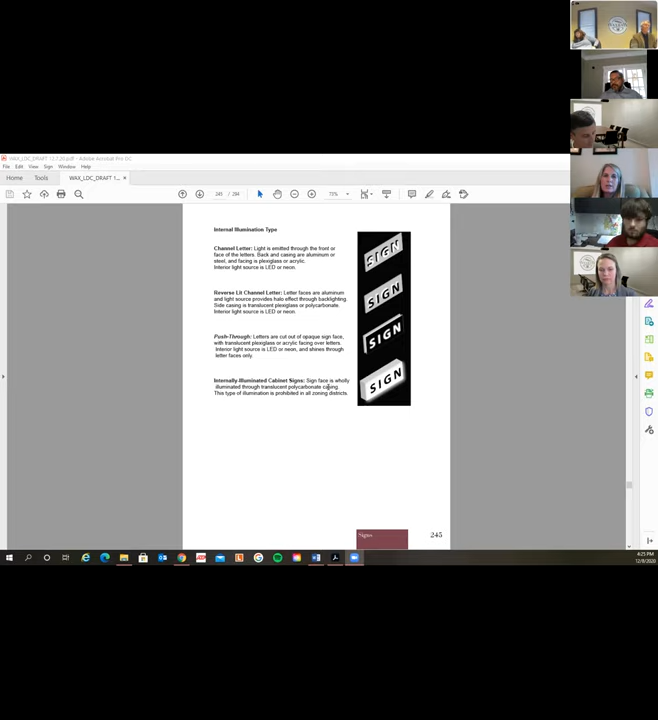 WAX_LDC_DRAFT 12.7.20.pdf - Adobe Acrobat Pro DC
File Edit View Sign Window Help
Home Tools WAX_LDC_DRAFT 1... ×
245 / 284 73%
Internal Illumination Type
Channel Letter: Light is emitted through the front or
face of the letters. Back and casing are aluminum or
steel, and facing is plexiglass or acrylic.
Interior light source is LED or neon.
Reverse Lit Channel Letter: Letter faces are aluminum
and light source provides halo effect through backlighting.
Side casing is translucent plexiglass or polycarbonate.
Interior light source is LED or neon.
Push-Through: Letters are cut out of opaque sign face,
with translucent plexiglass or acrylic facing over letters.
Interior light source is LED or neon, and shines through
letter faces only.
Internally-Illuminated Cabinet Signs: Sign face is wholly
illuminated through translucent polycarbonate casing
This type of illumination is prohibited in all zoning districts.
SIGN
SIGN
SIGN
SIGN
Signs
245
4:25 PM
12/8/2020